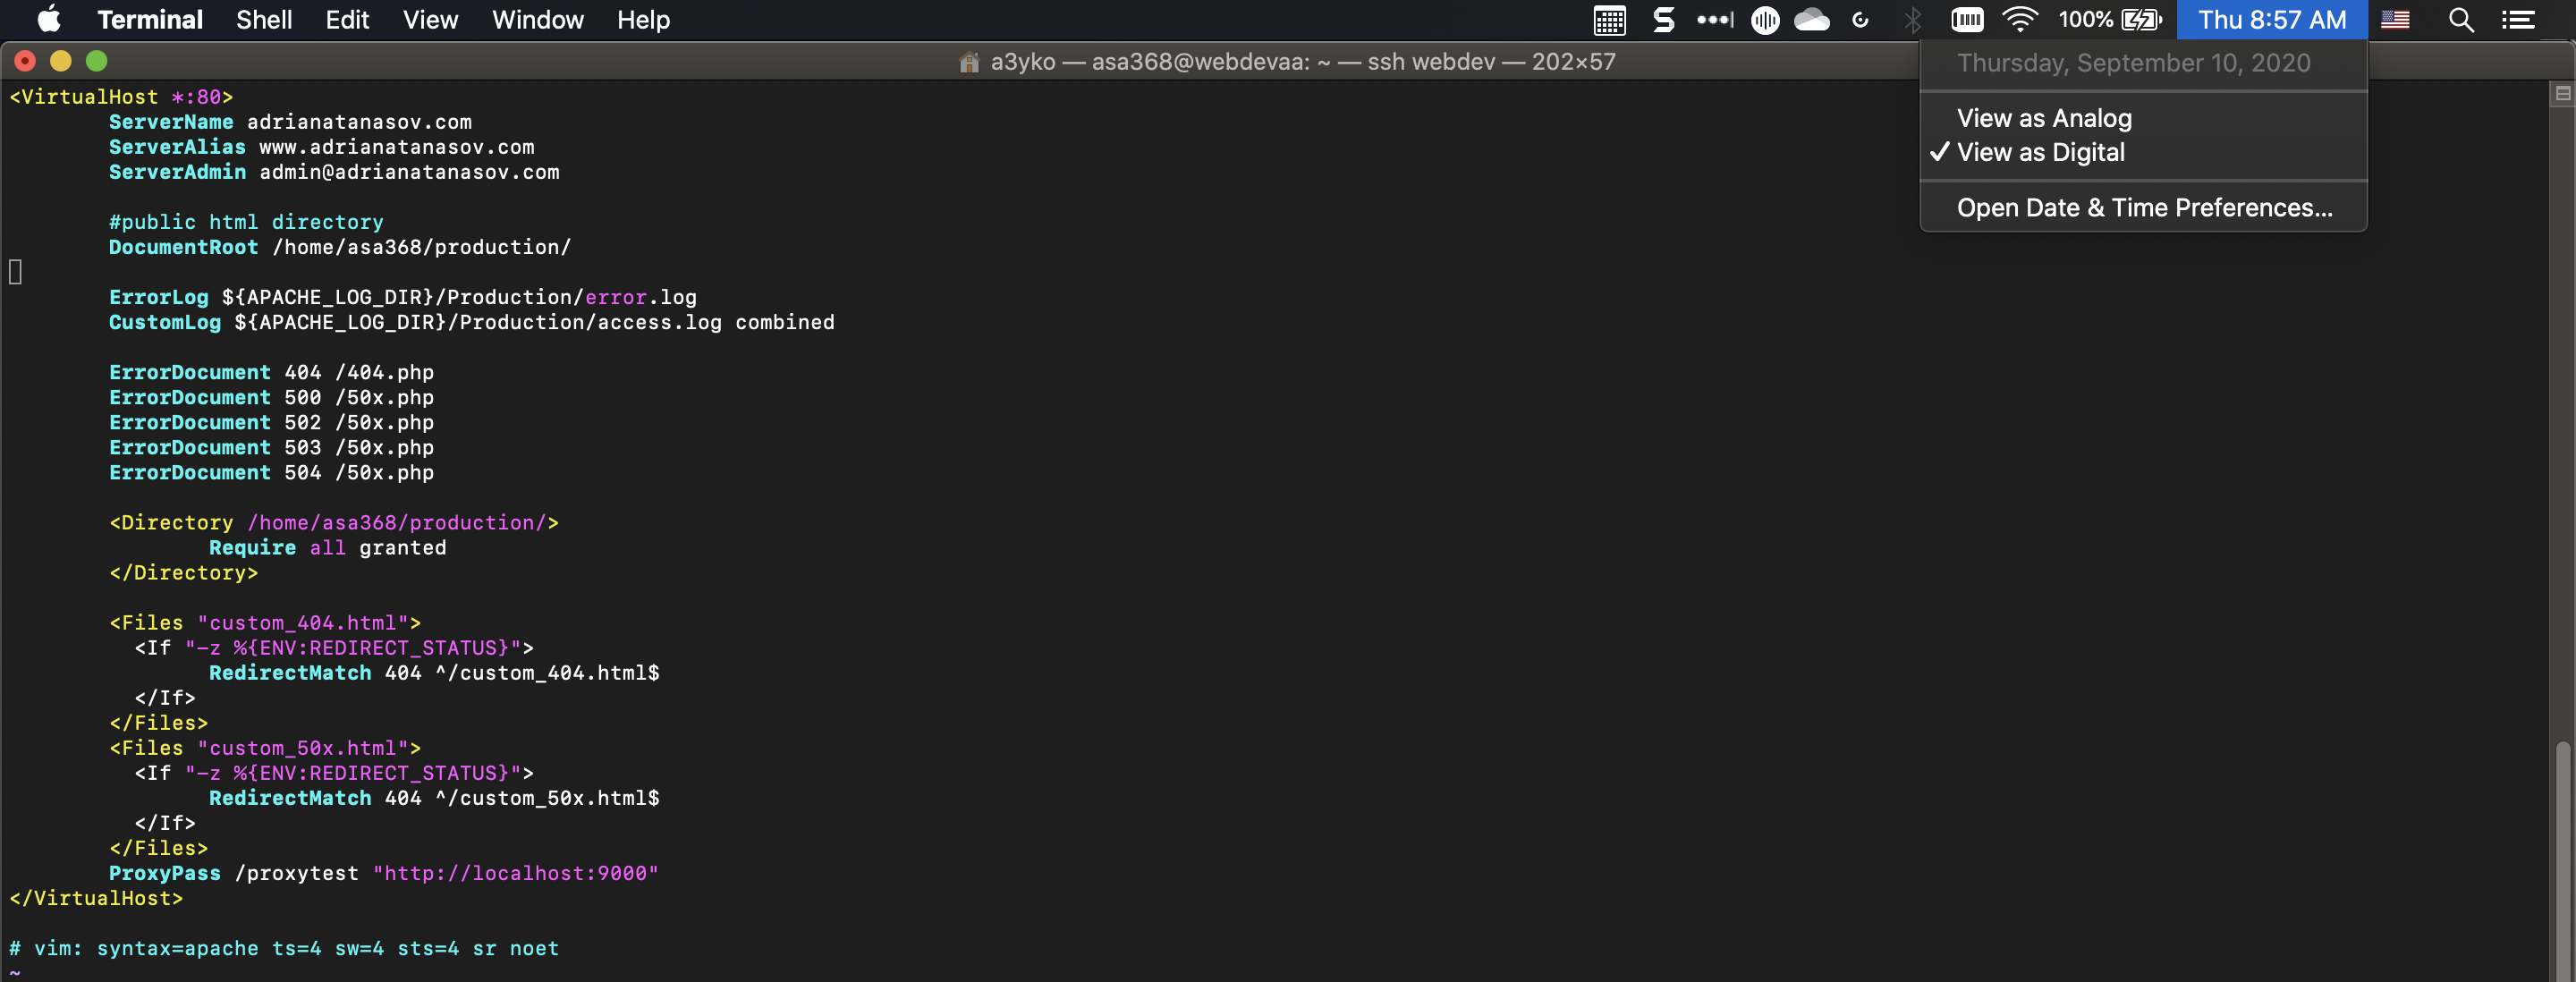 Terminal Shell Edit View Window Help 100% Thu 8:57 AM
a3yko — asa368@webdevaa: ~ — ssh webdev — 202×57
Thursday, September 10, 2020
View as Analog
✓ View as Digital
Open Date & Time Preferences...
<VirtualHost *:80>
ServerName adrianatanasov.com
ServerAlias www.adrianatanasov.com
ServerAdmin admin@adrianatanasov.com
#public html directory
DocumentRoot /home/asa368/production/
ErrorLog ${APACHE_LOG_DIR}/Production/error.log
CustomLog ${APACHE_LOG_DIR}/Production/access.log combined
ErrorDocument 404 /404.php
ErrorDocument 500 /50x.php
ErrorDocument 502 /50x.php
ErrorDocument 503 /50x.php
ErrorDocument 504 /50x.php
<Directory /home/asa368/production/>
Require all granted
</Directory>
<Files "custom_404.html">
<If "-z %{ENV:REDIRECT_STATUS}">
RedirectMatch 404 ^/custom_404.html$
</If>
</Files>
<Files "custom_50x.html">
<If "-z %{ENV:REDIRECT_STATUS}">
RedirectMatch 404 ^/custom_50x.html$
</If>
</Files>
ProxyPass /proxytest "http://localhost:9000"
</VirtualHost>
# vim: syntax=apache ts=4 sw=4 sts=4 sr noet
~